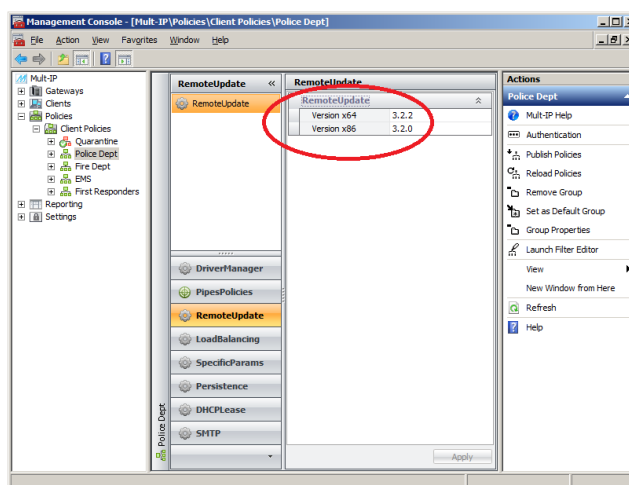 Management Console - [Mult-IP\Policies\Client Policies\Police Dept]
File Action View Favorites Window Help
Mult-IP
Gateways
Clients
Policies
Client Policies
Quarantine
Police Dept
Fire Dept
EMS
First Responders
Reporting
Settings
Police Dept
RemoteUpdate «
RemoteUpdate
DriverManager
PipesPolicies
RemoteUpdate
LoadBalancing
SpecificParams
Persistence
DHCPLease
SMTP
RemoteUpdate
RemoteUpdate
Version x64 3.2.2
Version x86 3.2.0
Apply
Actions
Police Dept
Mult-IP Help
Authentication
Publish Policies
Reload Policies
Remove Group
Set as Default Group
Group Properties
Launch Filter Editor
View
New Window from Here
Refresh
Help